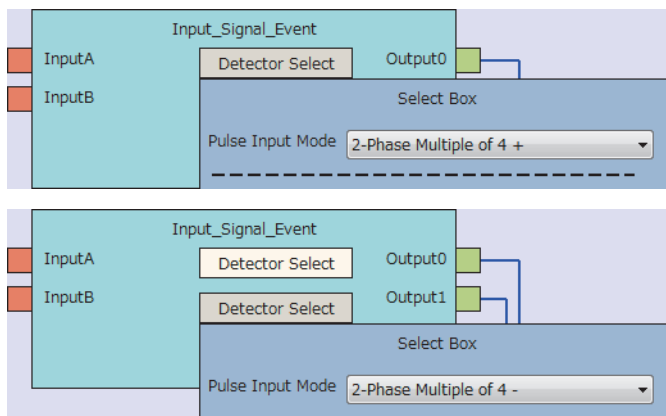 Input_Signal_Event
InputA
Detector Select
Output0
InputB
Select Box
Pulse Input Mode
2-Phase Multiple of 4 +
Input_Signal_Event
InputA
Detector Select
Output0
InputB
Detector Select
Output1
Select Box
Pulse Input Mode
2-Phase Multiple of 4 -